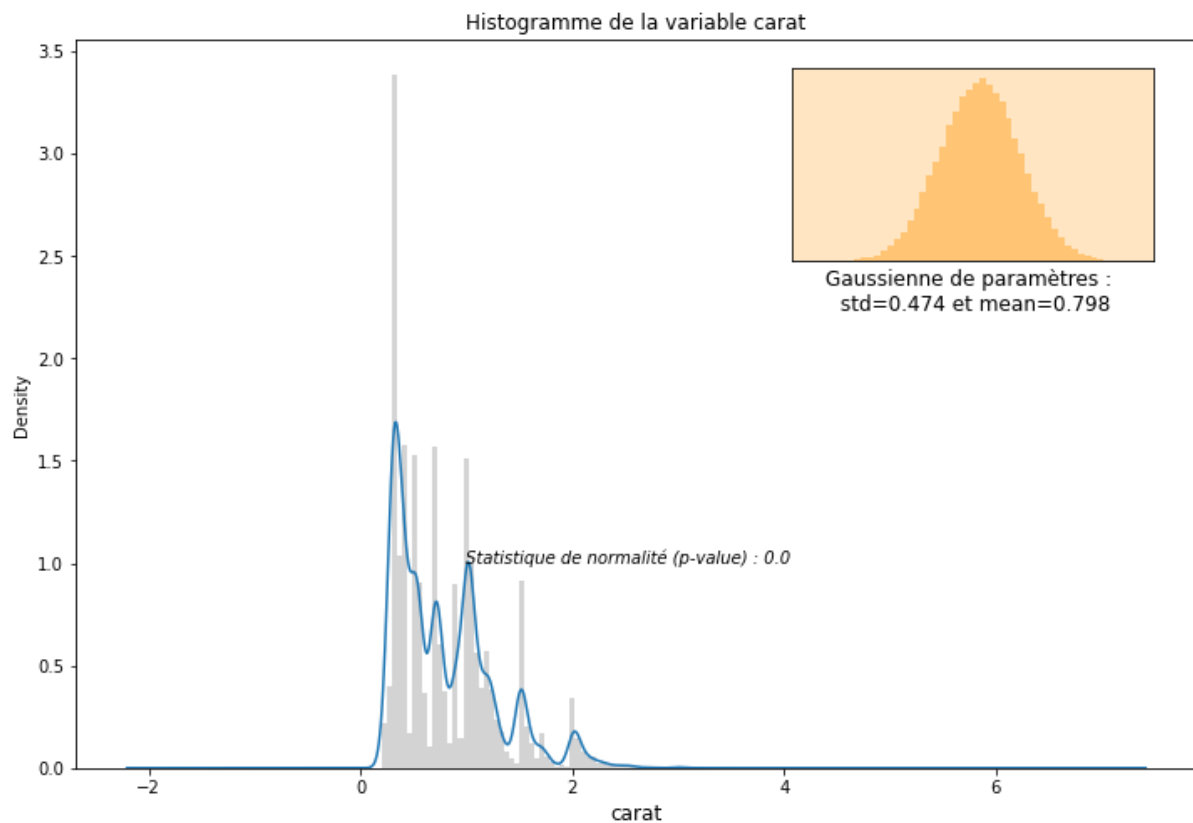 Histogramme de la variable carat
3.5
3.0
2.5
2.0
1.5
1.0
0.5
0.0
Density
Gaussienne de paramètres :
std=0.474 et mean=0.798
Statistique de normalité (p-value) : 0.0
−2
0
2
4
6
carat